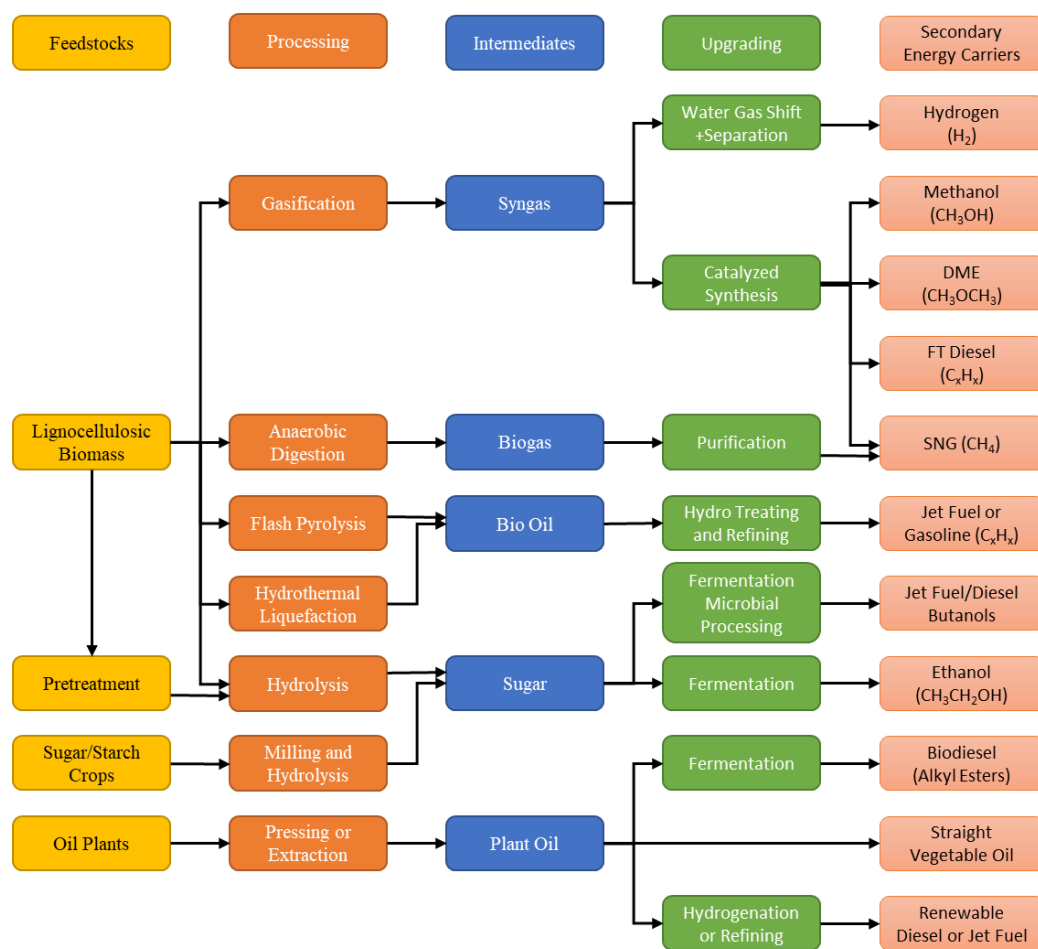 Feedstocks
Processing
Intermediates
Upgrading
Secondary
Energy Carriers
Water Gas Shift
+Separation
Hydrogen
(H₂)
Gasification
Syngas
Methanol
(CH₃OH)
Catalyzed
Synthesis
DME
(CH₃OCH₃)
FT Diesel
(CₓHₓ)
Lignocellulosic
Biomass
Anaerobic
Digestion
Biogas
Purification
SNG (CH₄)
Flash Pyrolysis
Bio Oil
Hydro Treating
and Refining
Jet Fuel or
Gasoline (CₓHₓ)
Hydrothermal
Liquefaction
Fermentation
Microbial
Processing
Jet Fuel/Diesel
Butanols
Pretreatment
Hydrolysis
Sugar
Fermentation
Ethanol
(CH₃CH₂OH)
Sugar/Starch
Crops
Milling and
Hydrolysis
Fermentation
Biodiesel
(Alkyl Esters)
Oil Plants
Pressing or
Extraction
Plant Oil
Straight
Vegetable Oil
Hydrogenation
or Refining
Renewable
Diesel or Jet Fuel